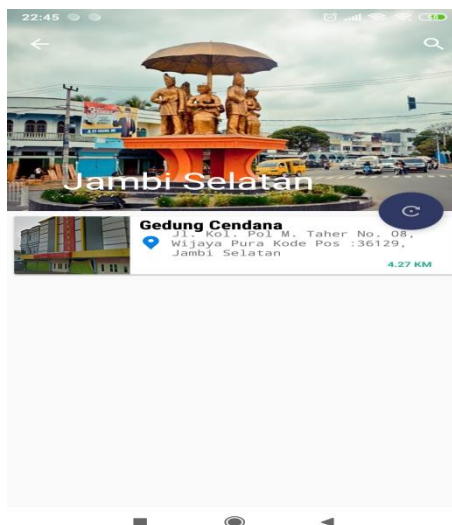 22:45
Jambi Selatan
Gedung Cendana
Jl. Kol. Pol M. Taher No. 08,
Wijaya Pura Kode Pos :36129,
Jambi Selatan
4.27 KM